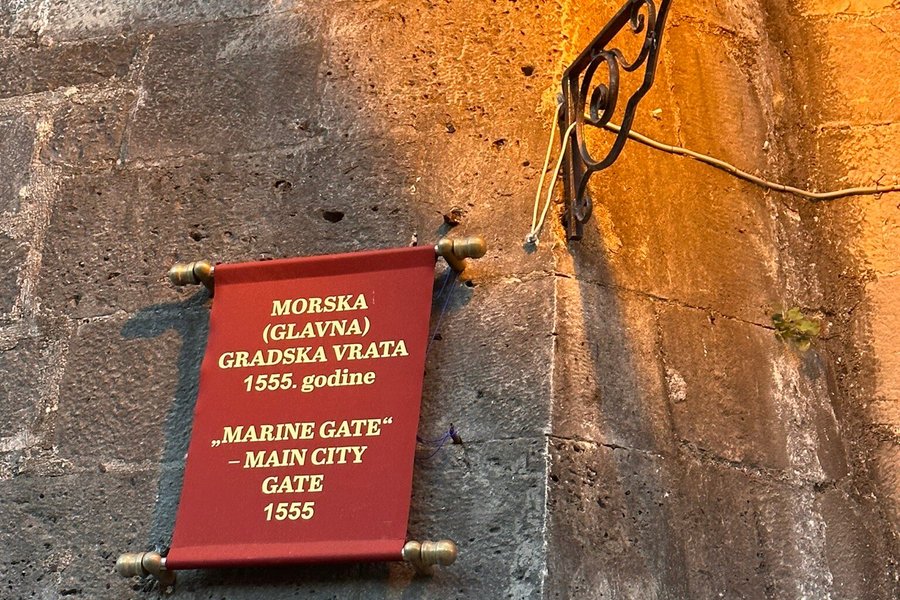 MORSKA
(GLAVNA)
GRADSKA VRATA
1555. godine
„MARINE GATE“
– MAIN CITY
GATE
1555